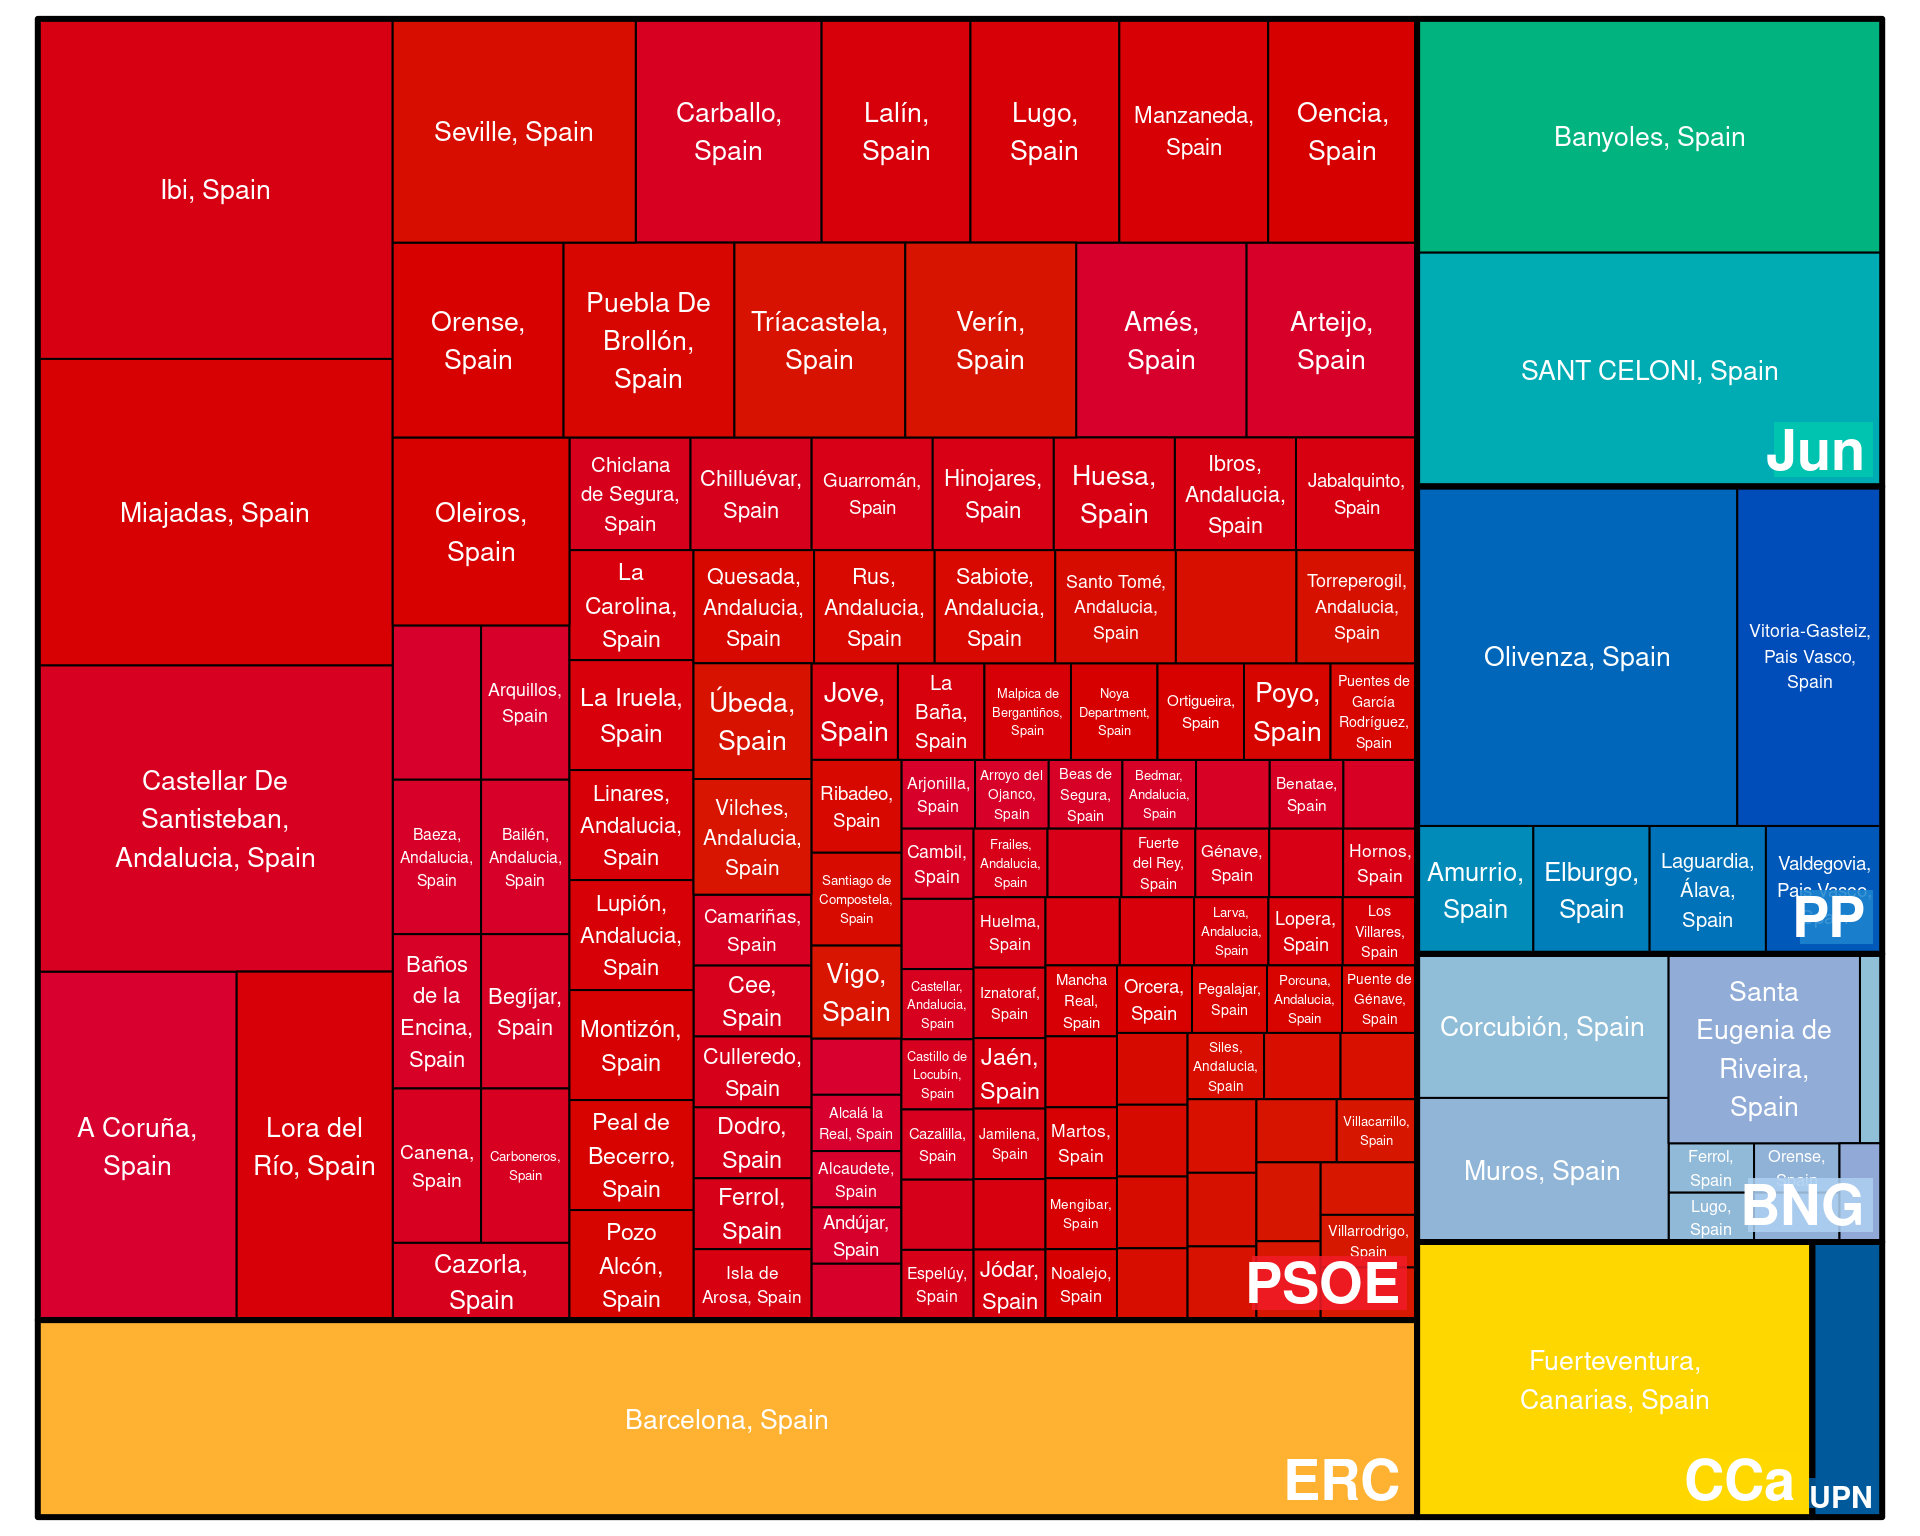 Ibi, Spain
Miajadas, Spain
Castellar De
Santisteban,
Andalucia, Spain
A Coruña,
Spain
Lora del
Río, Spain
Seville, Spain
Carballo,
Spain
Lalín,
Spain
Lugo,
Spain
Manzaneda,
Spain
Oencia,
Spain
Orense,
Spain
Puebla De
Brollón,
Spain
Tríacastela,
Spain
Verín,
Spain
Amés,
Spain
Arteijo,
Spain
Oleiros,
Spain
Arquillos,
Spain
Baeza,
Andalucia,
Spain
Bailén,
Andalucia,
Spain
Baños
de la
Encina,
Spain
Begíjar,
Spain
Canena,
Spain
Carboneros,
Spain
Cazorla,
Spain
Chiclana
de Segura,
Spain
Chilluévar,
Spain
Guarromán,
Spain
Hinojares,
Spain
Huesa,
Spain
Ibros,
Andalucia,
Spain
Jabalquinto,
Spain
La
Carolina,
Spain
La Iruela,
Spain
Linares,
Andalucia,
Spain
Lupión,
Andalucia,
Spain
Montizón,
Spain
Peal de
Becerro,
Spain
Pozo
Alcón,
Spain
Quesada,
Andalucia,
Spain
Rus,
Andalucia,
Spain
Sabiote,
Andalucia,
Spain
Santo Tomé,
Andalucia,
Spain
Torreperogil,
Andalucia,
Spain
Úbeda,
Spain
Vilches,
Andalucia,
Spain
Camariñas,
Spain
Cee,
Spain
Culleredo,
Spain
Dodro,
Spain
Ferrol,
Spain
Isla de
Arosa, Spain
Jove,
Spain
La
Baña,
Spain
Malpica de
Bergantiños,
Spain
Noya
Department,
Spain
Ortigueira,
Spain
Poyo,
Spain
Puentes de
García
Rodríguez,
Spain
Ribadeo,
Spain
Santiago de
Compostela,
Spain
Vigo,
Spain
Alcalá la
Real, Spain
Alcaudete,
Spain
Andújar,
Spain
Arjonilla,
Spain
Arroyo del
Ojanco,
Spain
Beas de
Segura,
Spain
Bedmar,
Andalucia,
Spain
Benatae,
Spain
Cambil,
Spain
Castellar,
Andalucia,
Spain
Castillo de
Locubín,
Spain
Cazalilla,
Spain
Espelúy,
Spain
Frailes,
Andalucia,
Spain
Fuerte
del Rey,
Spain
Génave,
Spain
Hornos,
Spain
Huelma,
Spain
Iznatoraf,
Spain
Jaén,
Spain
Jamilena,
Spain
Jódar,
Spain
Larva,
Andalucia,
Spain
Lopera,
Spain
Los
Villares,
Spain
Mancha
Real,
Spain
Martos,
Spain
Mengibar,
Spain
Noalejo,
Spain
Orcera,
Spain
Pegalajar,
Spain
Porcuna,
Andalucia,
Spain
Puente de
Génave,
Spain
Siles,
Andalucia,
Spain
Villacarrillo,
Spain
Villarrodrigo,
Spain
PSOE
Barcelona, Spain
ERC
Banyoles, Spain
SANT CELONI, Spain
Jun
Olivenza, Spain
Vitoria-Gasteiz,
Pais Vasco,
Spain
Amurrio,
Spain
Elburgo,
Spain
Laguardia,
Álava,
Spain
Valdegovia,
Pais Vasco,
PP
Corcubión, Spain
Muros, Spain
Santa
Eugenia de
Riveira,
Spain
Ferrol,
Spain
Orense,
Spain
Lugo,
Spain
BNG
Fuerteventura,
Canarias, Spain
CCa
UPN